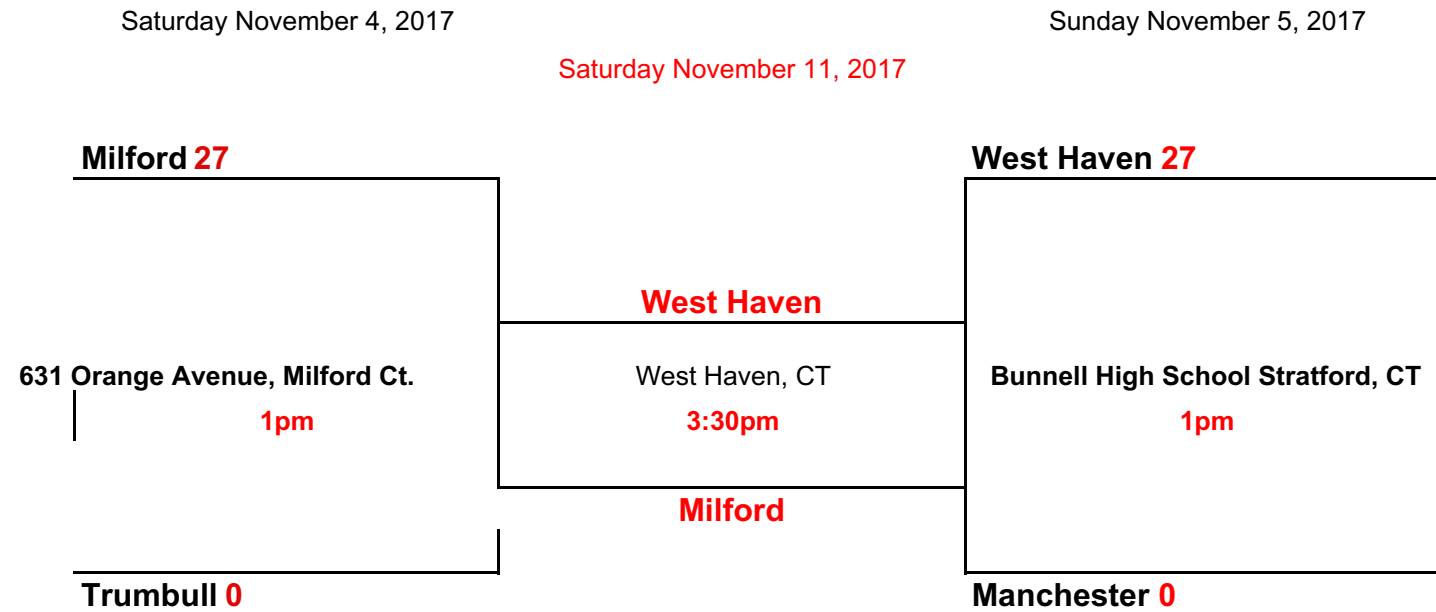 Saturday November 4, 2017
Sunday November 5, 2017
Saturday November 11, 2017
Milford 27
West Haven 27
West Haven
631 Orange Avenue, Milford Ct.
West Haven, CT
Bunnell High School Stratford, CT
1pm
3:30pm
1pm
Milford
Trumbull 0
Manchester 0